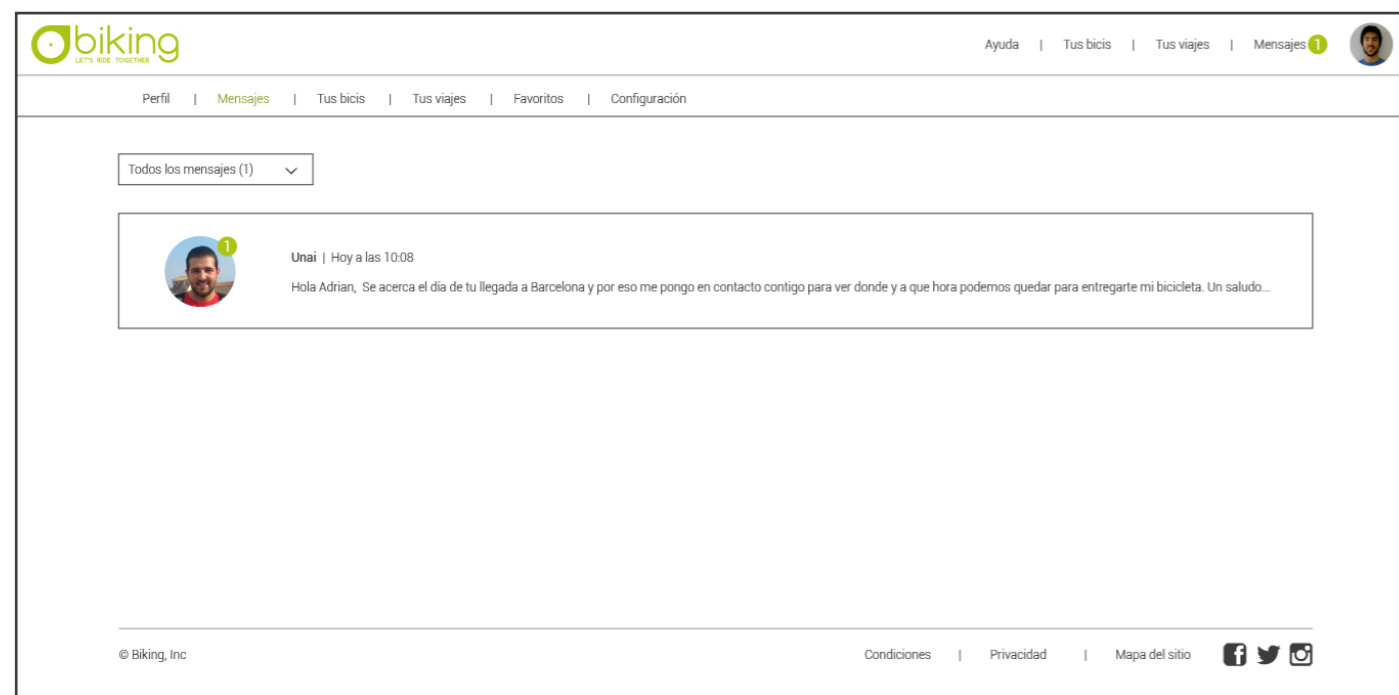 biking
LET'S RIDE TOGETHER
Ayuda | Tus bicis | Tus viajes | Mensajes 1
Perfil | Mensajes | Tus bicis | Tus viajes | Favoritos | Configuración
Todos los mensajes (1)
1
Unai | Hoy a las 10:08
Hola Adrian, Se acerca el día de tu llegada a Barcelona y por eso me pongo en contacto contigo para ver donde y a que hora podemos quedar para entregarte mi bicicleta. Un saludo...
© Biking, Inc
Condiciones | Privacidad | Mapa del sitio